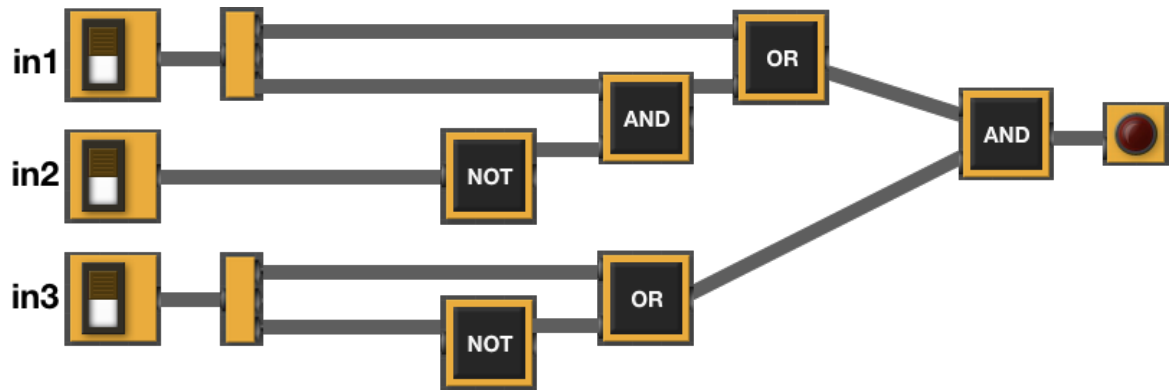 in1
OR
AND
AND
in2
NOT
in3
OR
NOT